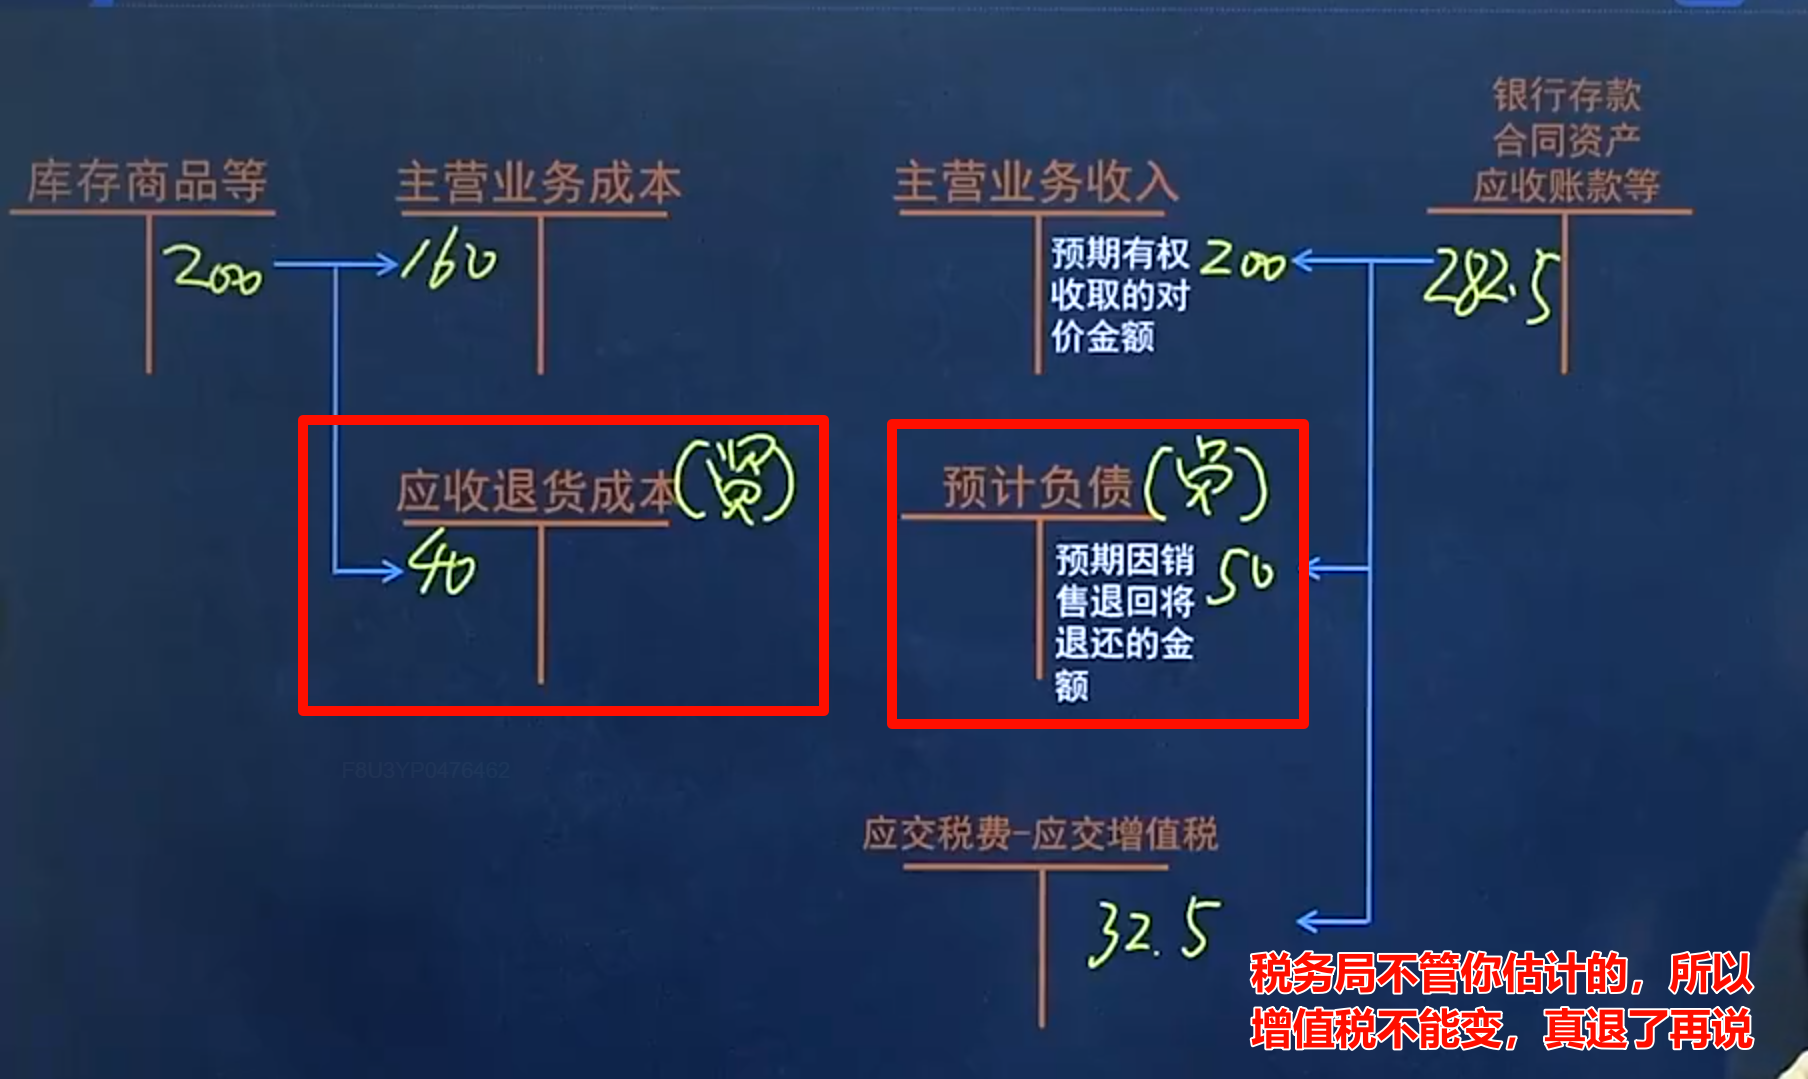 银行存款
合同资产
应收账款等
库存商品等
主营业务成本
主营业务收入
200
160
预期有权
收取的对
价金额
200
282.5
应收退货成本(资)
40
预计负债(负)
预期因销
售退回将
退还的金
额
50
F8U3YP0476462
应交税费-应交增值税
32.5
税务局不管你估计的，所以
增值税不能变，真退了再说